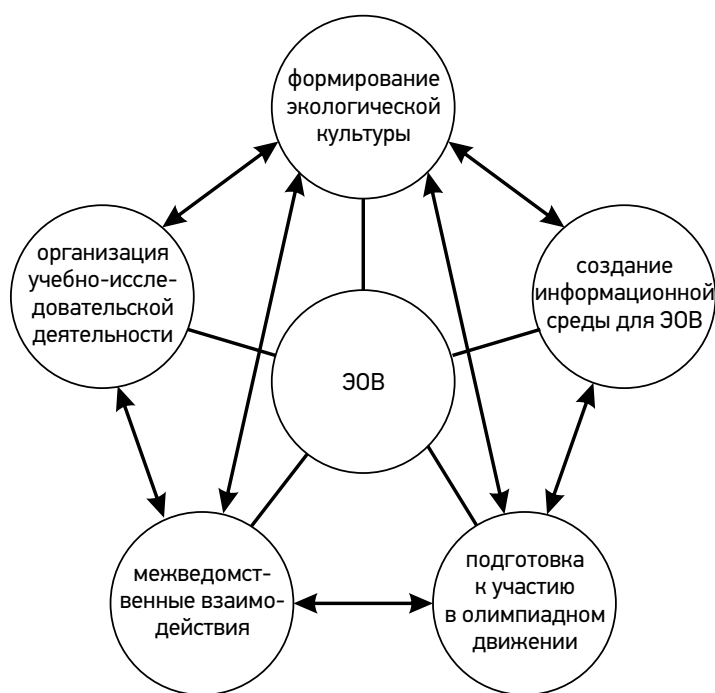 формирование
экологической
культуры
организация
учебно-иссле-
довательской
деятельности
создание
информационной
среды для ЭОВ
ЭОВ
межведомст-
венные взаимо-
действия
подготовка
к участию
в олимпиадном
движении